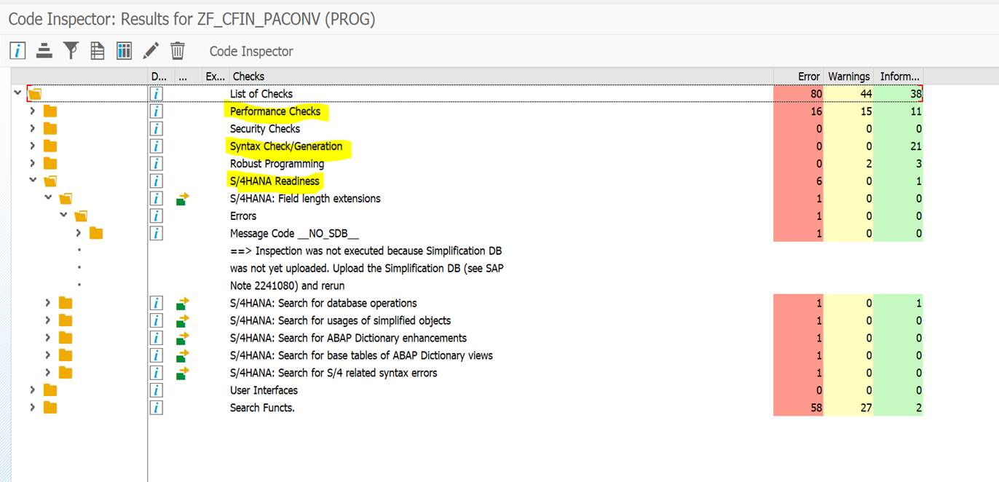 Code Inspector: Results for ZF_CFIN_PACONV (PROG)
Code Inspector
D... ... Ex... Checks Error Warnings Inform...
List of Checks 80 44 38
Performance Checks 16 15 11
Security Checks 0 0 0
Syntax Check/Generation 0 0 21
Robust Programming 0 2 3
S/4HANA Readiness 6 0 1
S/4HANA: Field length extensions 1 0 0
Errors 1 0 0
Message Code __NO_SDB__ 1 0 0
==> Inspection was not executed because Simplification DB
was not yet uploaded. Upload the Simplification DB (see SAP
Note 2241080) and rerun
S/4HANA: Search for database operations 1 0 1
S/4HANA: Search for usages of simplified objects 1 0 0
S/4HANA: Search for ABAP Dictionary enhancements 1 0 0
S/4HANA: Search for base tables of ABAP Dictionary views 1 0 0
S/4HANA: Search for S/4 related syntax errors 1 0 0
User Interfaces 0 0 0
Search Functs. 58 27 2